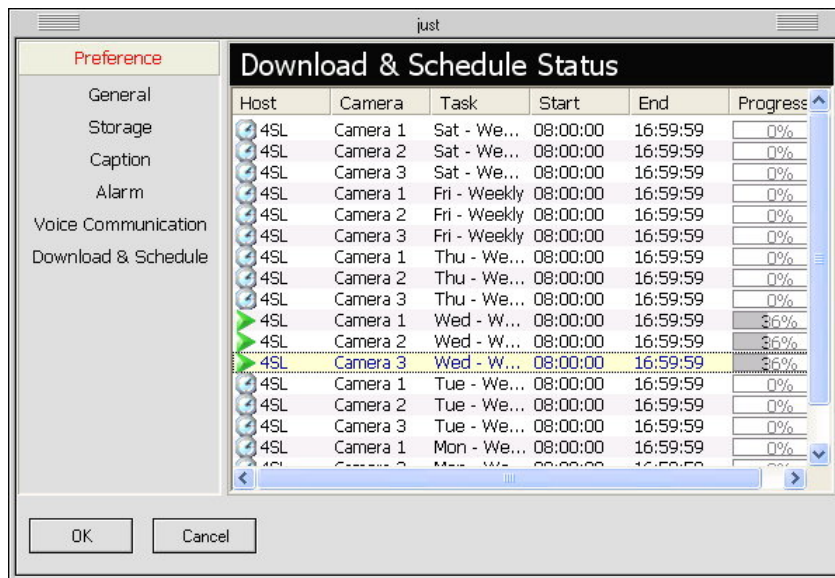 just
Preference
General
Storage
Caption
Alarm
Voice Communication
Download & Schedule
Download & Schedule Status
Host Camera Task Start End Progress
4SL Camera 1 Sat - We... 08:00:00 16:59:59 0%
4SL Camera 2 Sat - We... 08:00:00 16:59:59 0%
4SL Camera 3 Sat - We... 08:00:00 16:59:59 0%
4SL Camera 1 Fri - Weekly 08:00:00 16:59:59 0%
4SL Camera 2 Fri - Weekly 08:00:00 16:59:59 0%
4SL Camera 3 Fri - Weekly 08:00:00 16:59:59 0%
4SL Camera 1 Thu - We... 08:00:00 16:59:59 0%
4SL Camera 2 Thu - We... 08:00:00 16:59:59 0%
4SL Camera 3 Thu - We... 08:00:00 16:59:59 0%
4SL Camera 1 Wed - W... 08:00:00 16:59:59 36%
4SL Camera 2 Wed - W... 08:00:00 16:59:59 36%
4SL Camera 3 Wed - W... 08:00:00 16:59:59 36%
4SL Camera 1 Tue - We... 08:00:00 16:59:59 0%
4SL Camera 2 Tue - We... 08:00:00 16:59:59 0%
4SL Camera 3 Tue - We... 08:00:00 16:59:59 0%
4SL Camera 1 Mon - We... 08:00:00 16:59:59 0%
OK Cancel